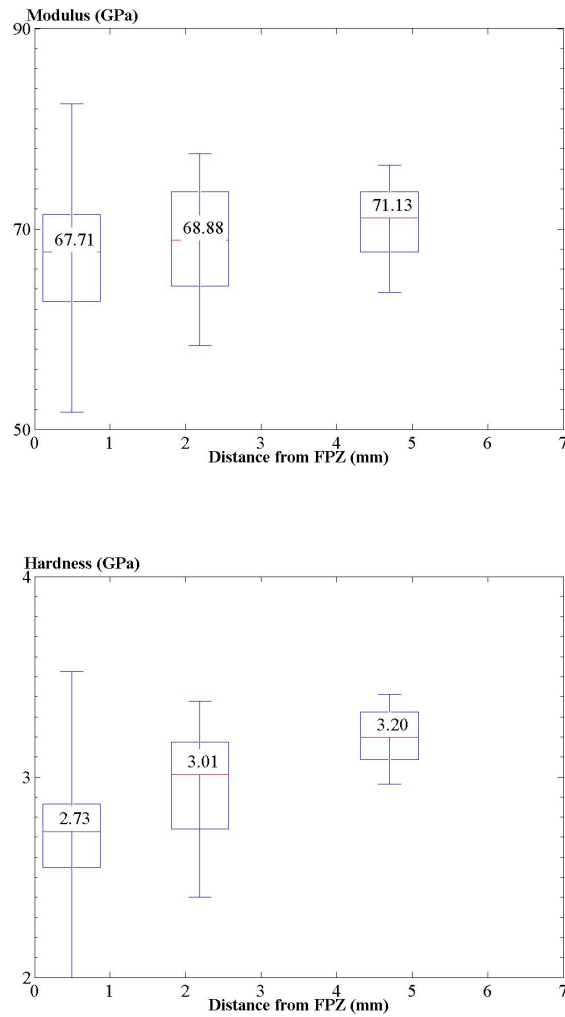 Modulus (GPa)
90
70
50
67.71
68.88
71.13
0 1 2 3 4 5 6 7
Distance from FPZ (mm)
Hardness (GPa)
4
3
2
2.73
3.01
3.20
0 1 2 3 4 5 6 7
Distance from FPZ (mm)